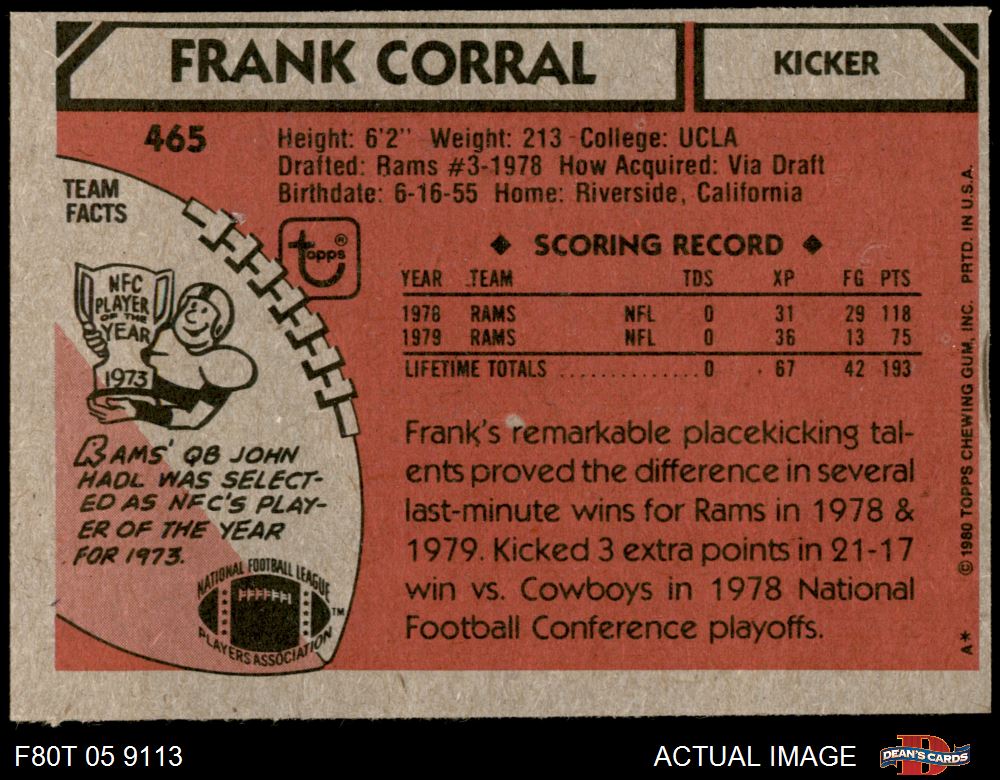 FRANK CORRAL
KICKER
465
Height: 6'2" Weight: 213 College: UCLA
Drafted: Rams #3-1978 How Acquired: Via Draft
Birthdate: 6-16-55 Home: Riverside, California
TEAM
FACTS
topps®
NFC
PLAYER
OF THE
YEAR
1973
RAMS' QB JOHN
HADL WAS SELECT-
ED AS NFC'S PLAY-
ER OF THE YEAR
FOR 1973.
NATIONAL FOOTBALL LEAGUE
PLAYERS ASSOCIATION
TM
◆ SCORING RECORD ◆
YEAR TEAM TDS XP FG PTS
1978 RAMS NFL 0 31 29 118
1979 RAMS NFL 0 36 13 75
LIFETIME TOTALS .............. 0 67 42 193
Frank's remarkable placekicking tal-
ents proved the difference in several
last-minute wins for Rams in 1978 &
1979. Kicked 3 extra points in 21-17
win vs. Cowboys in 1978 National
Football Conference playoffs.
A* ©1980 TOPPS CHEWING GUM, INC. PRTD. IN U.S.A.
F80T 05 9113
ACTUAL IMAGE
DEAN'S CARDS